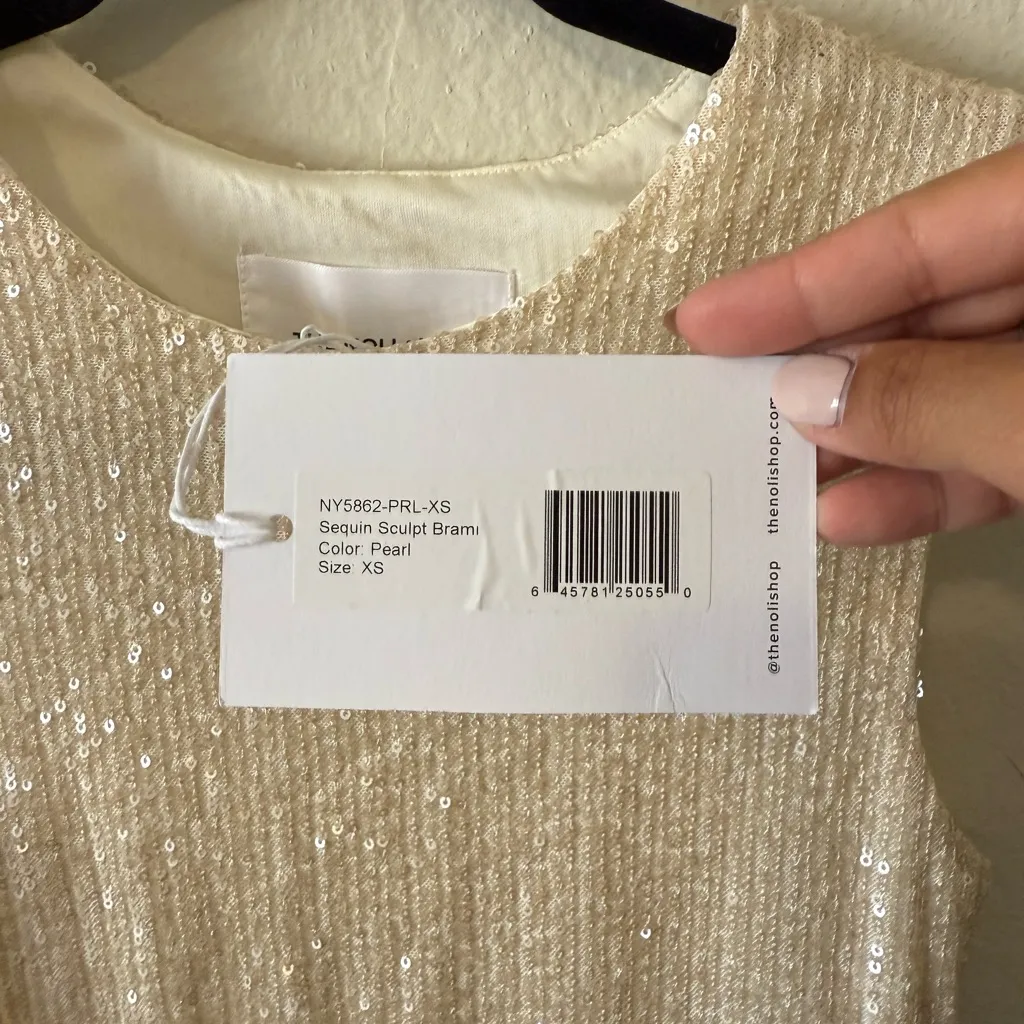 NY5862-PRL-XS
Sequin Sculpt Brami
Color: Pearl
Size: XS
6 45781 25055 0
@thenolishop thenolishop.com